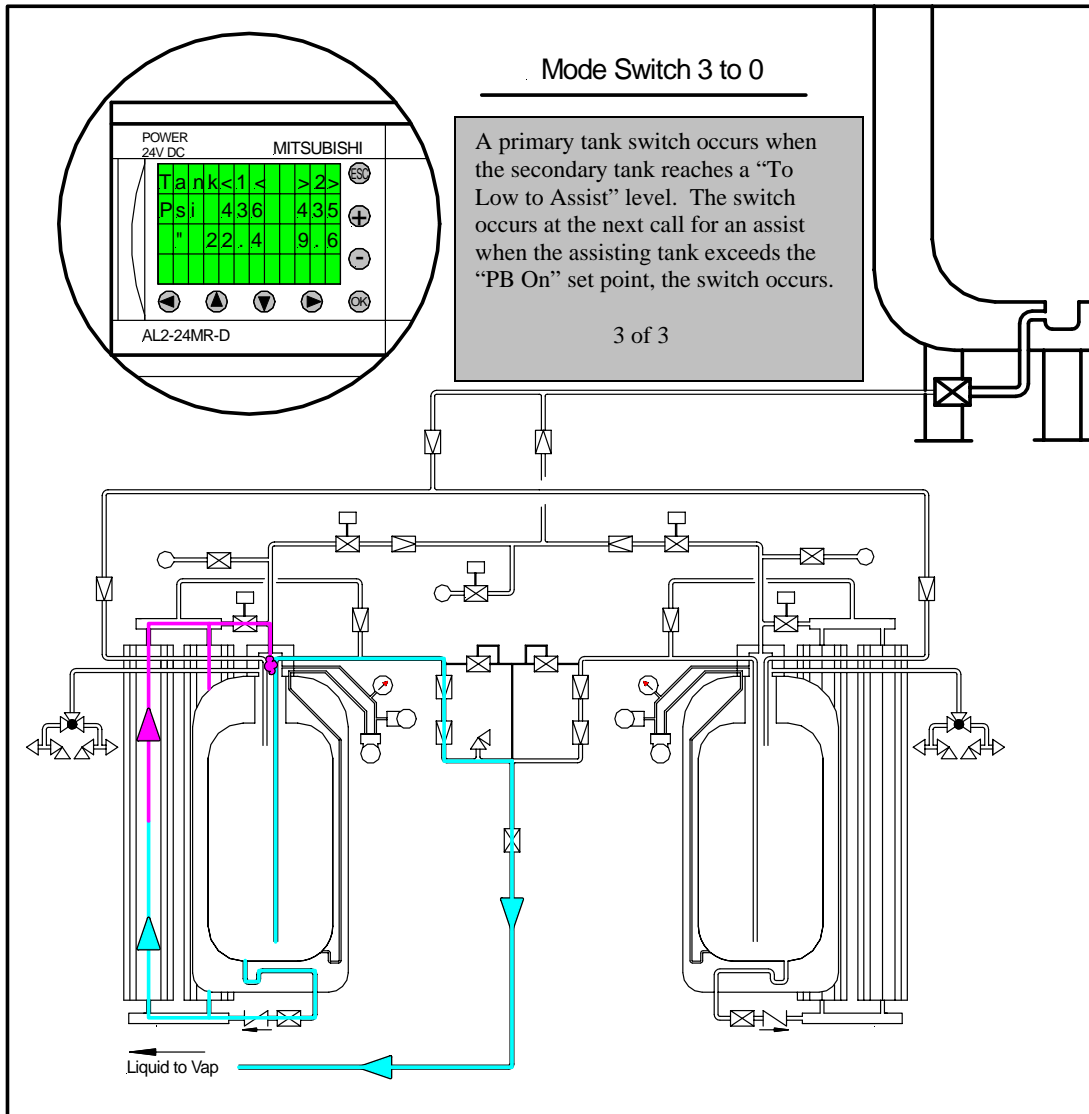 Mode Switch 3 to 0
POWER
24V DC
MITSUBISHI
Tank<1< >2>
Psi 436 435
" 22.4 9.6
ESC
+
-
OK
AL2-24MR-D
A primary tank switch occurs when
the secondary tank reaches a “To
Low to Assist” level. The switch
occurs at the next call for an assist
when the assisting tank exceeds the
“PB On” set point, the switch occurs.
3 of 3
Liquid to Vap